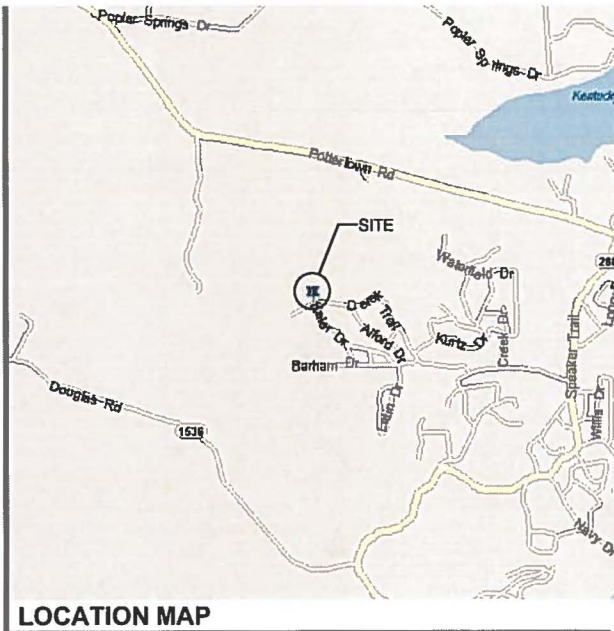 Poplar Springs Dr
Poplar Springs Dr
Pottertown Rd
SITE
Waterfield Dr
Derek Trail
Alford Dr
Kurtz Dr
Creek Dr
Barham Dr
Speaker Trail
Willis Dr
Douglas Rd
1536
Navy Dr
LOCATION MAP